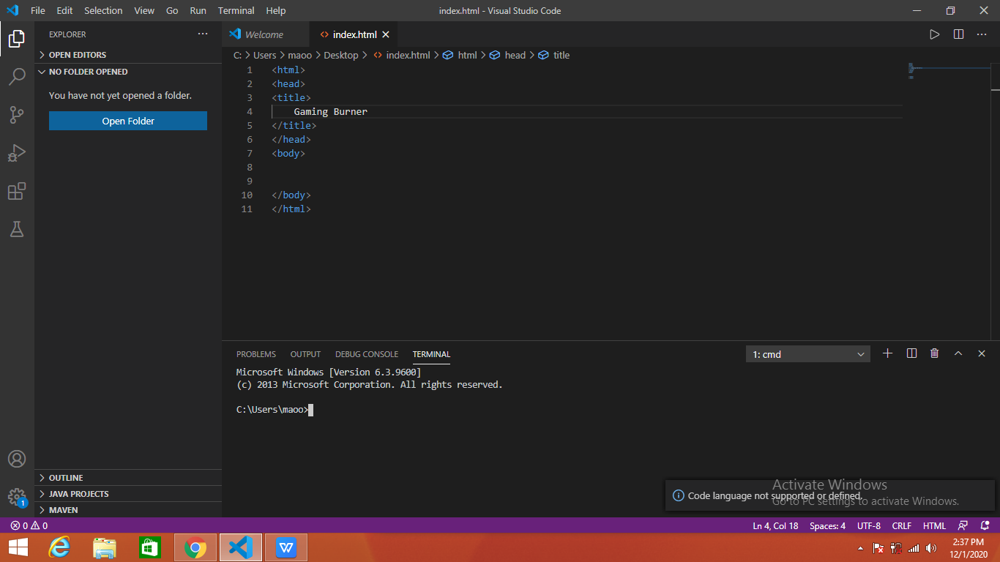 File Edit Selection View Go Run Terminal Help
index.html - Visual Studio Code
EXPLORER
OPEN EDITORS
NO FOLDER OPENED
You have not yet opened a folder.
Open Folder
OUTLINE
JAVA PROJECTS
MAVEN
Welcome
index.html
C: > Users > maoo > Desktop > index.html > html > head > title
1 <html>
2 <head>
3 <title>
4 Gaming Burner
5 </title>
6 </head>
7 <body>
8
9
10 </body>
11 </html>
PROBLEMS OUTPUT DEBUG CONSOLE TERMINAL
1: cmd
Microsoft Windows [Version 6.3.9600]
(c) 2013 Microsoft Corporation. All rights reserved.
C:\Users\maoo>
Code language not supported or defined.
Activate Windows
Go to PC settings to activate Windows.
1
0 0
Ln 4, Col 18 Spaces: 4 UTF-8 CRLF HTML
2:37 PM
12/1/2020